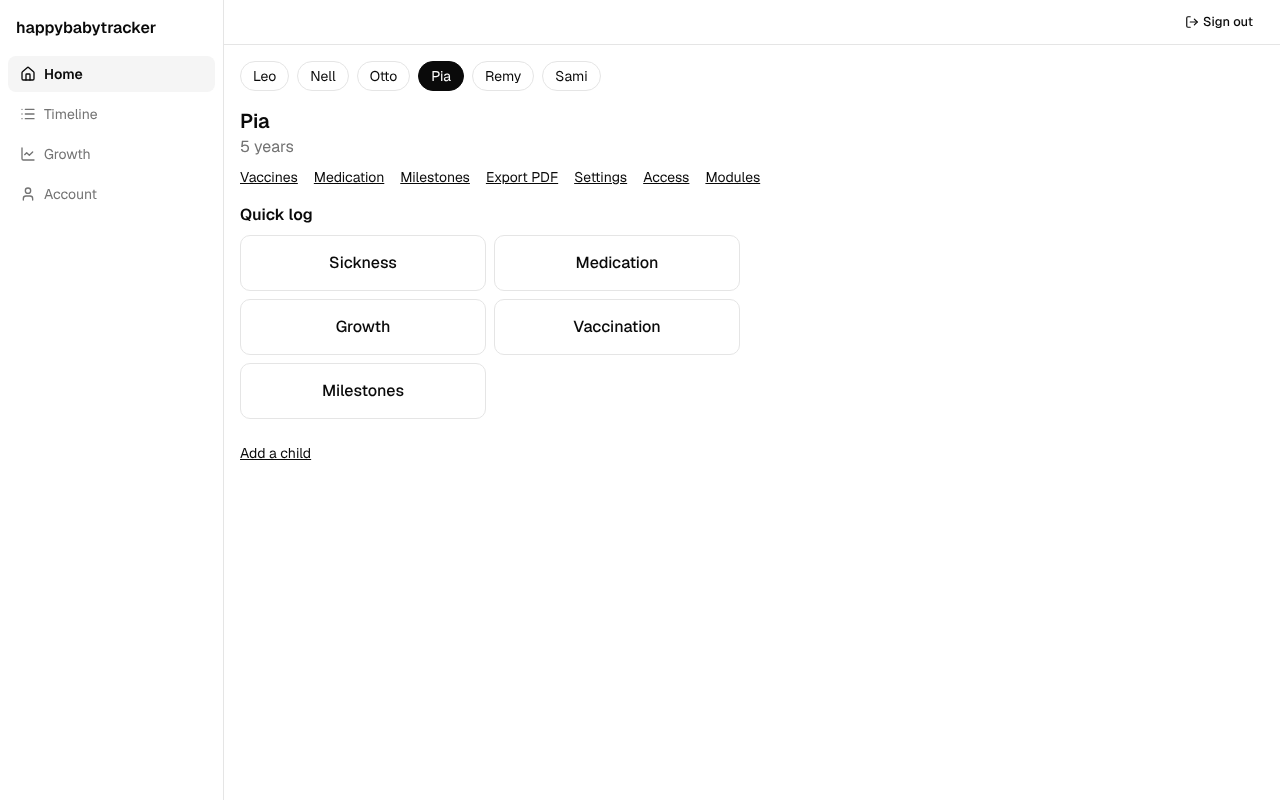 happybabytracker
Sign out
Home
Timeline
Growth
Account
Leo Nell Otto Pia Remy Sami
Pia
5 years
Vaccines Medication Milestones Export PDF Settings Access Modules
Quick log
Sickness Medication
Growth Vaccination
Milestones
Add a child